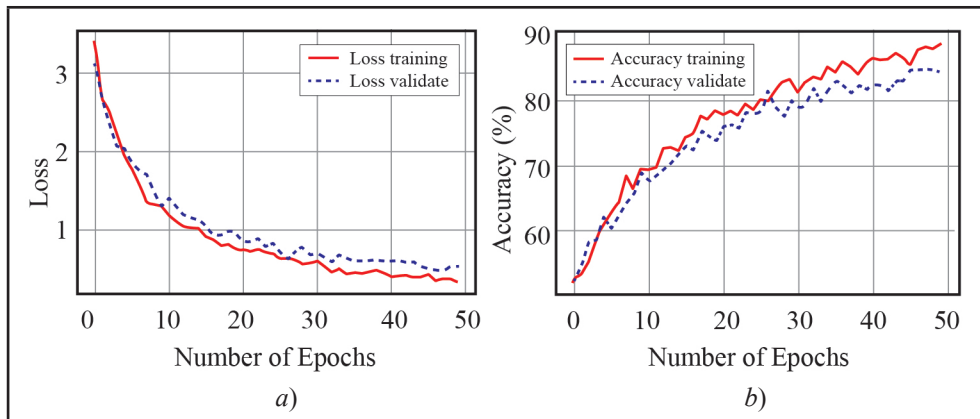 Loss
3
2
1
Loss training
Loss validate
0 10 20 30 40 50
Number of Epochs
a)
Accuracy (%)
90
80
70
60
Accuracy training
Accuracy validate
0 10 20 30 40 50
Number of Epochs
b)